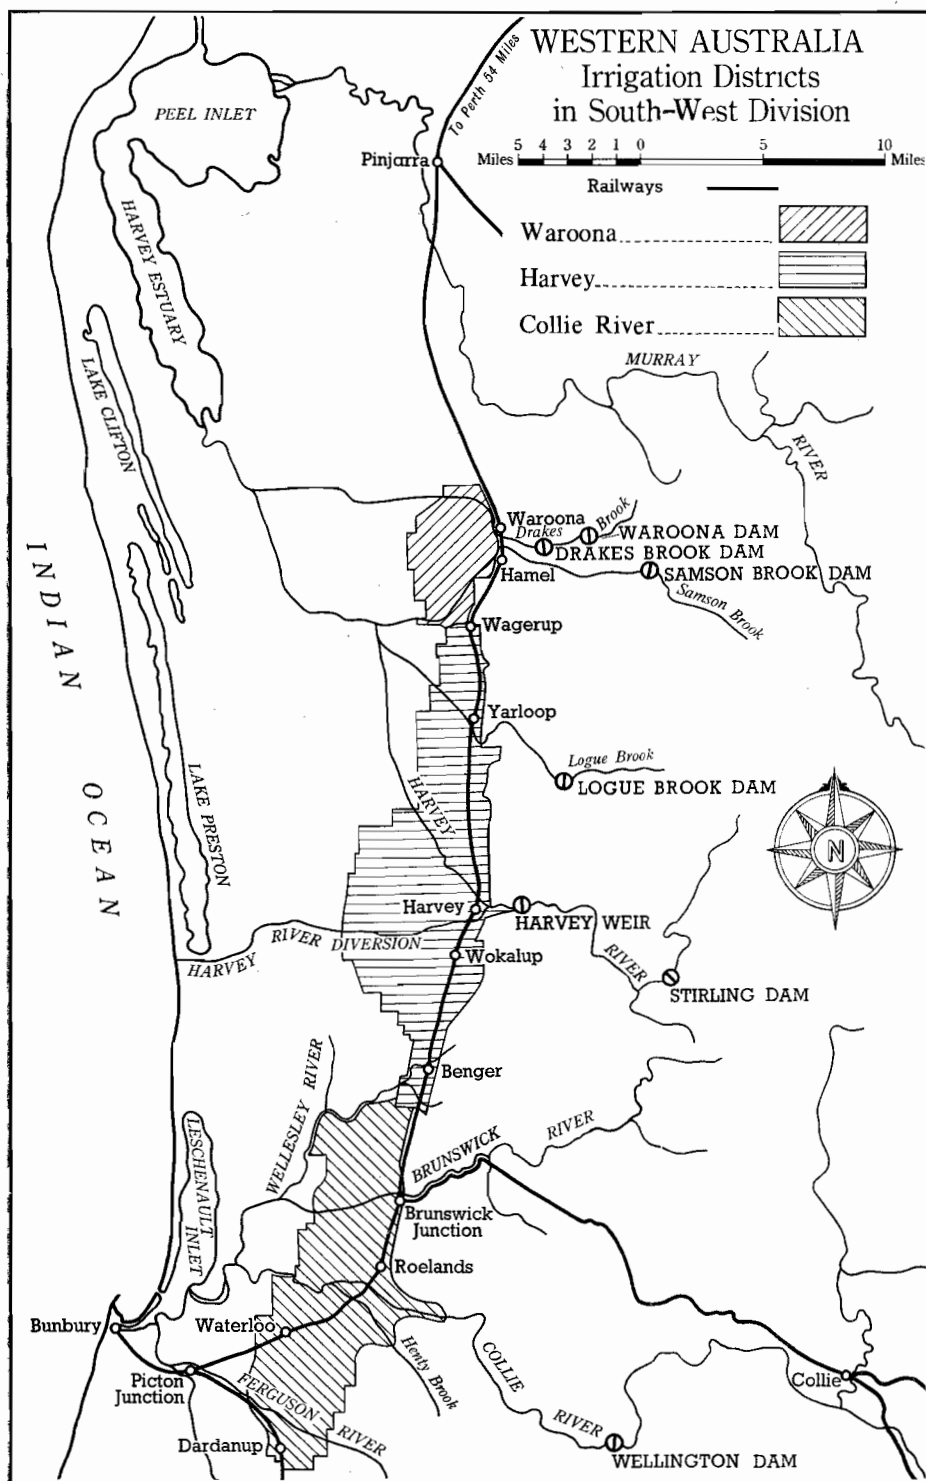 WESTERN AUSTRALIA
Irrigation Districts
in South-West Division
To Perth 54 Miles
Miles 5 4 3 2 1 0 5 10 Miles
Railways
Waroona
Harvey
Collie River
PEEL INLET
Pinjarra
HARVEY ESTUARY
LAKE CLIFTON
MURRAY
RIVER
Waroona
Drakes Brook
WAROONA DAM
DRAKES BROOK DAM
Hamel
SAMSON BROOK DAM
Samson Brook
INDIAN
OCEAN
Wagerup
Yarloop
Logue Brook
LOGUE BROOK DAM
LAKE PRESTON
HARVEY
N
Harvey
HARVEY WEIR
HARVEY RIVER DIVERSION
Wokalup
RIVER
STIRLING DAM
Benger
WELLESLEY RIVER
LESCHENAULT
INLET
BRUNSWICK RIVER
Brunswick
Junction
Roelands
Bunbury
Waterloo
Picton
Junction
Henty Brook
COLLIE
RIVER
Collie
FERGUSON RIVER
Dardanup
WELLINGTON DAM